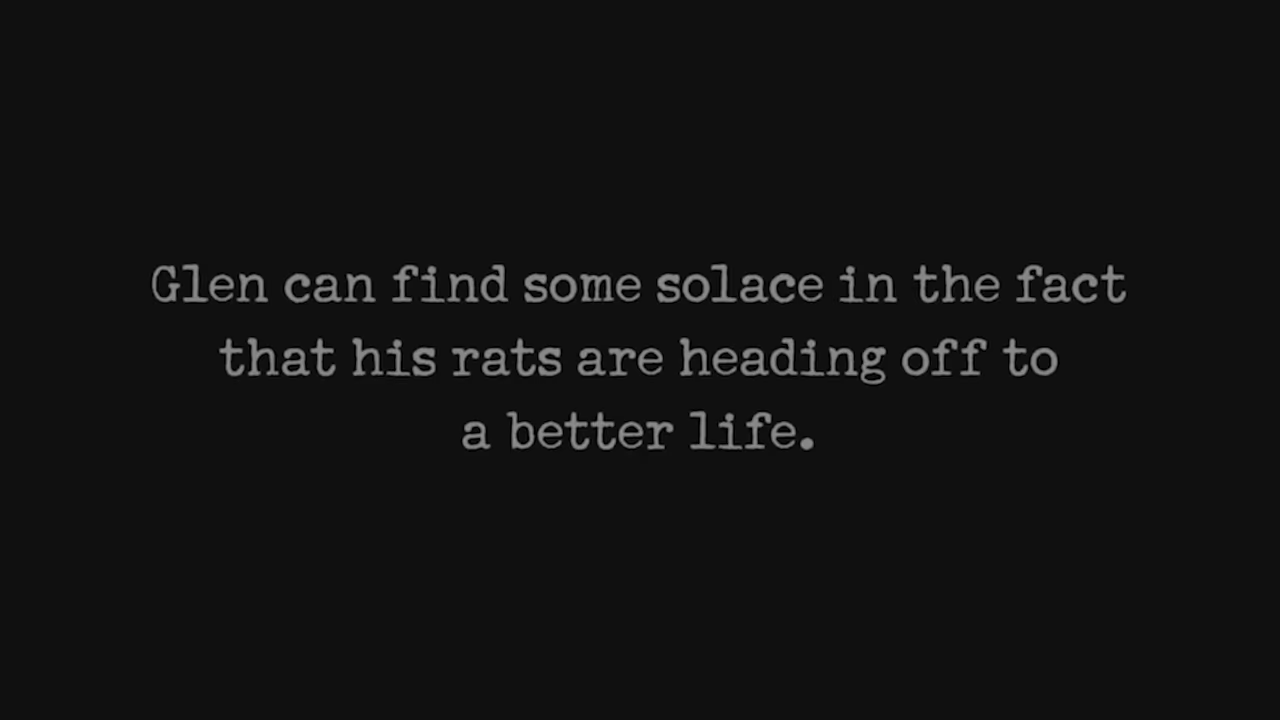 Glen can find some solace in the fact
that his rats are heading off to
a better life.